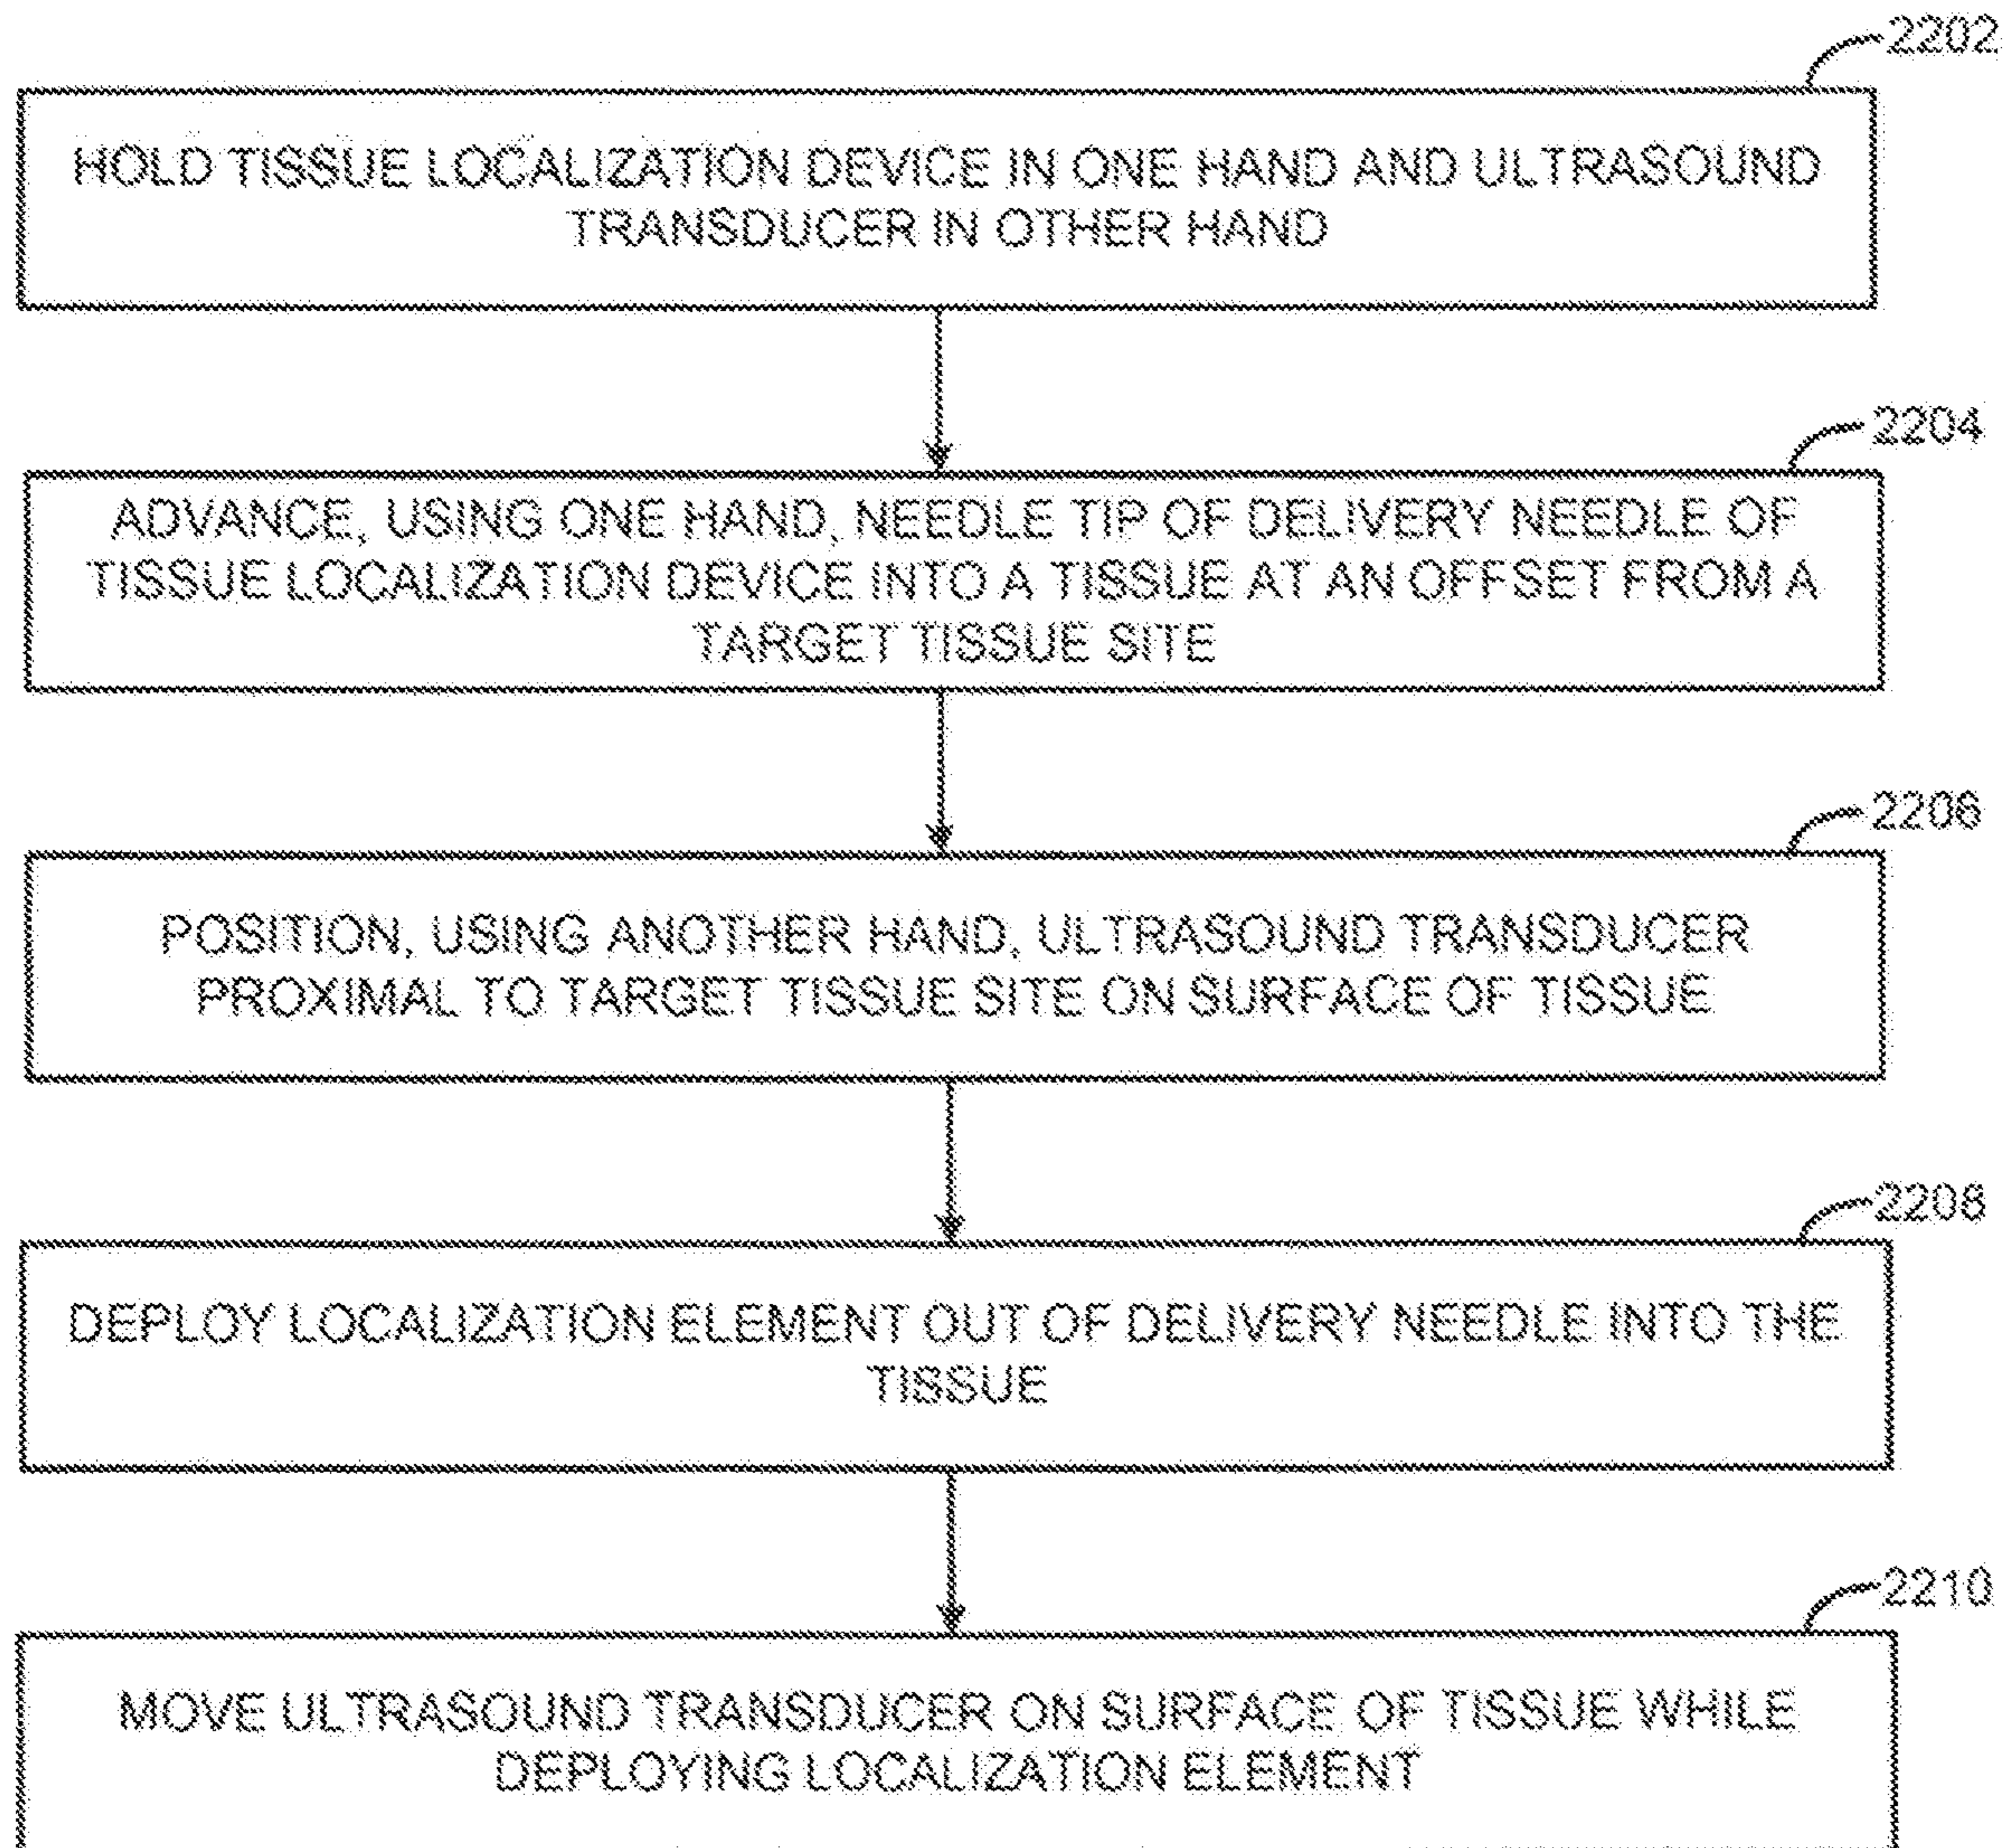 2202
HOLD TISSUE LOCALIZATION DEVICE IN ONE HAND AND ULTRASOUND
TRANSDUCER IN OTHER HAND
2204
ADVANCE, USING ONE HAND, NEEDLE TIP OF DELIVERY NEEDLE OF
TISSUE LOCALIZATION DEVICE INTO A TISSUE AT AN OFFSET FROM A
TARGET TISSUE SITE
2206
POSITION, USING ANOTHER HAND, ULTRASOUND TRANSDUCER
PROXIMAL TO TARGET TISSUE SITE ON SURFACE OF TISSUE
2208
DEPLOY LOCALIZATION ELEMENT OUT OF DELIVERY NEEDLE INTO THE
TISSUE
2210
MOVE ULTRASOUND TRANSDUCER ON SURFACE OF TISSUE WHILE
DEPLOYING LOCALIZATION ELEMENT